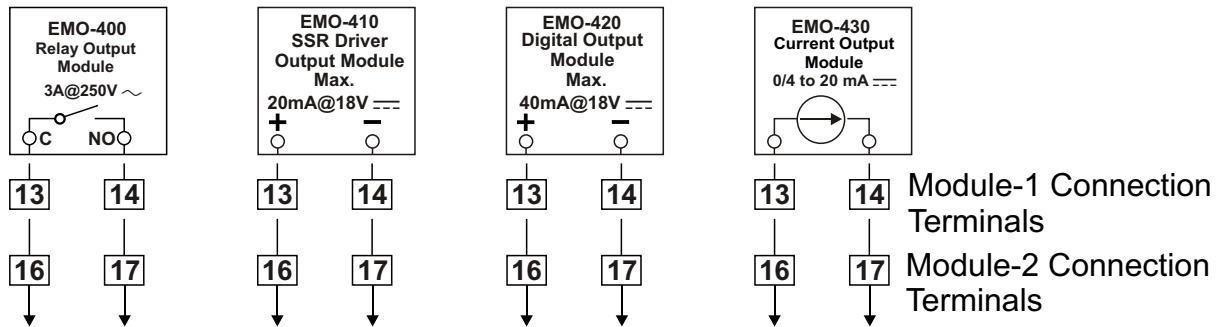 EMO-400
Relay Output
Module
3A@250V ~
C NO
EMO-410
SSR Driver
Output Module
Max.
20mA@18V
+ −
EMO-420
Digital Output
Module
Max.
40mA@18V
+ −
EMO-430
Current Output
Module
0/4 to 20 mA
13 14 13 14 13 14 13 14
Module-1 Connection
Terminals
16 17 16 17 16 17 16 17
Module-2 Connection
Terminals